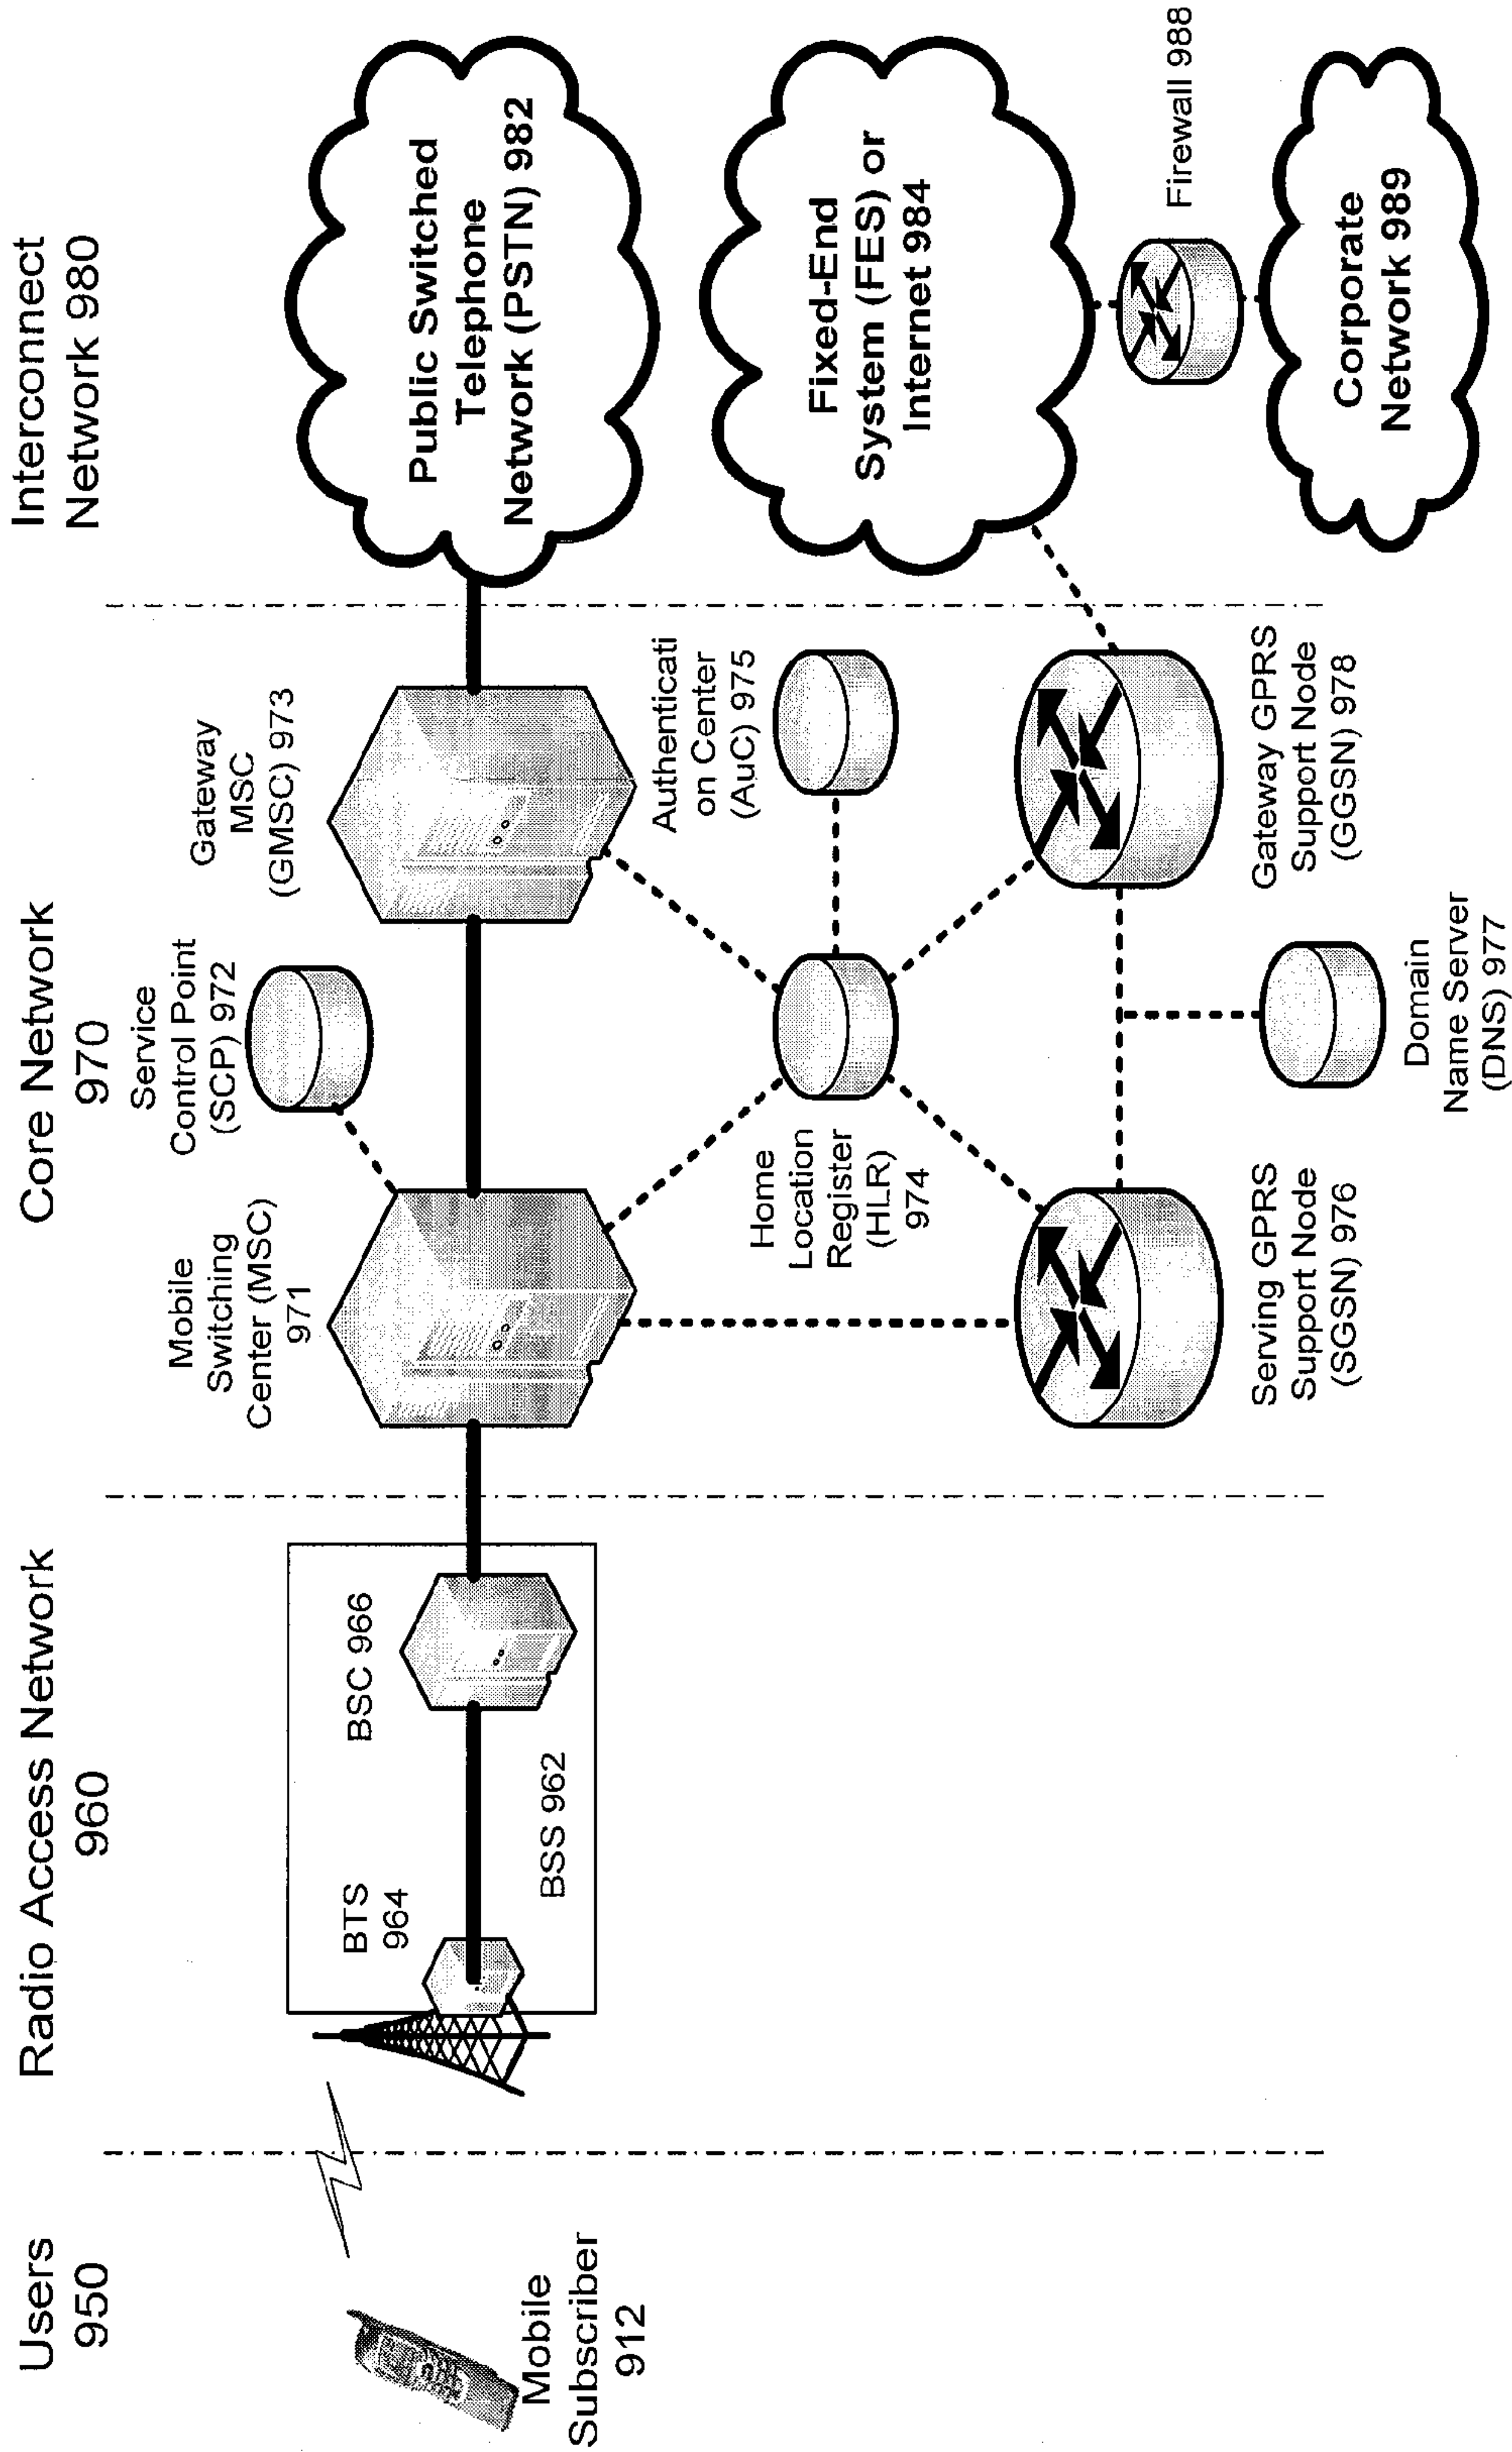 Users
950
Radio Access Network
960
Core Network
970
Interconnect
Network 980
Mobile
Subscriber
912
BTS
964
BSC 966
BSS 962
Mobile
Switching
Center (MSC)
971
Service
Control Point
(SCP) 972
Gateway
MSC
(GMSC) 973
Home
Location
Register
(HLR)
974
Authenticati
on Center
(AuC) 975
Serving GPRS
Support Node
(SGSN) 976
Domain
Name Server
(DNS) 977
Gateway GPRS
Support Node
(GGSN) 978
Public Switched
Telephone
Network (PSTN) 982
Fixed-End
System (FES) or
Internet 984
Firewall 988
Corporate
Network 989